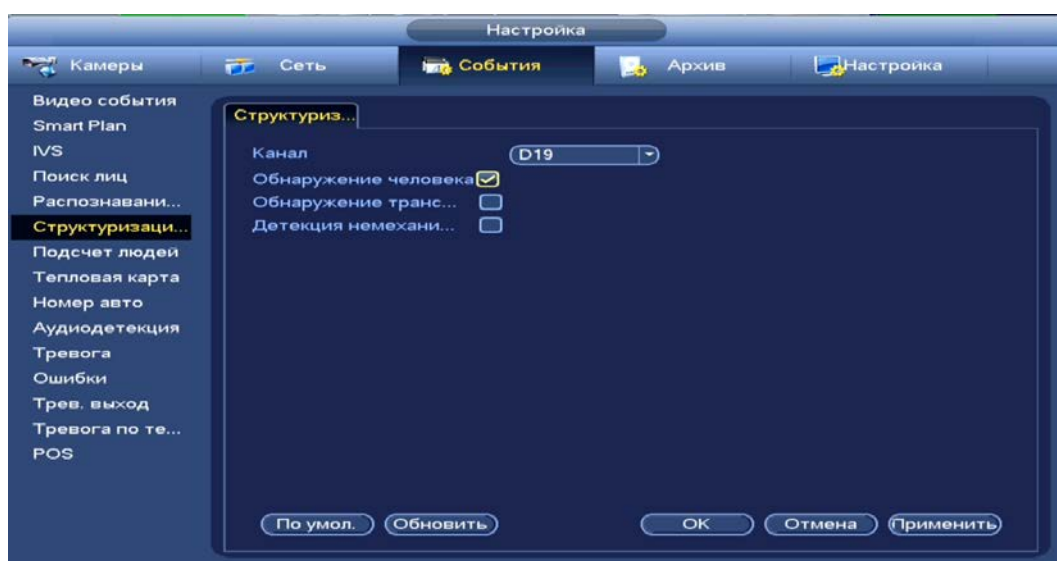 Настройка
Камеры Сеть События Архив Настройка
Видео события
Smart Plan
IVS
Поиск лиц
Распознавани...
Структуризаци...
Подсчет людей
Тепловая карта
Номер авто
Аудиодетекция
Тревога
Ошибки
Трев. выход
Тревога по те...
POS
Структуриз...
Канал D19
Обнаружение человека
Обнаружение транс...
Детекция немехани...
По умол. Обновить OK Отмена Применить